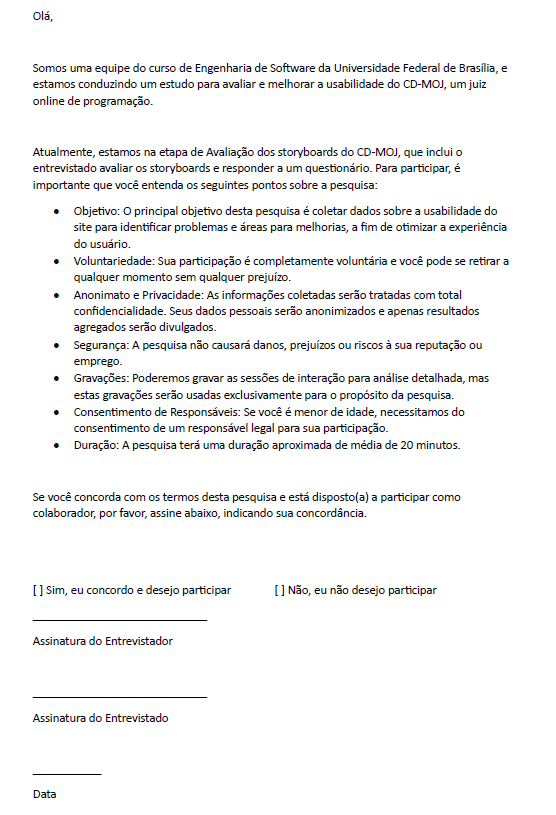 Olá,
Somos uma equipe do curso de Engenharia de Software da Universidade Federal de Brasília, e
estamos conduzindo um estudo para avaliar e melhorar a usabilidade do CD-MOJ, um juiz
online de programação.
Atualmente, estamos na etapa de Avaliação dos storyboards do CD-MOJ, que inclui o
entrevistado avaliar os storyboards e responder a um questionário. Para participar, é
importante que você entenda os seguintes pontos sobre a pesquisa:
• Objetivo: O principal objetivo desta pesquisa é coletar dados sobre a usabilidade do
site para identificar problemas e áreas para melhorias, a fim de otimizar a experiência
do usuário.
• Voluntariedade: Sua participação é completamente voluntária e você pode se retirar a
qualquer momento sem qualquer prejuízo.
• Anonimato e Privacidade: As informações coletadas serão tratadas com total
confidencialidade. Seus dados pessoais serão anonimizados e apenas resultados
agregados serão divulgados.
• Segurança: A pesquisa não causará danos, prejuízos ou riscos à sua reputação ou
emprego.
• Gravações: Poderemos gravar as sessões de interação para análise detalhada, mas
estas gravações serão usadas exclusivamente para o propósito da pesquisa.
• Consentimento de Responsáveis: Se você é menor de idade, necessitamos do
consentimento de um responsável legal para sua participação.
• Duração: A pesquisa terá uma duração aproximada de média de 20 minutos.
Se você concorda com os termos desta pesquisa e está disposto(a) a participar como
colaborador, por favor, assine abaixo, indicando sua concordância.
[ ] Sim, eu concordo e desejo participar [ ] Não, eu não desejo participar
Assinatura do Entrevistador
Assinatura do Entrevistado
Data